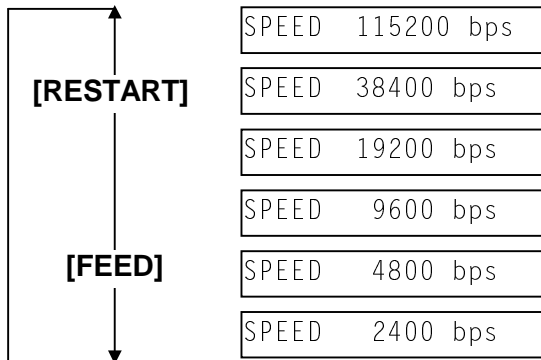 SPEED 115200 bps
[RESTART]
SPEED 38400 bps
SPEED 19200 bps
SPEED 9600 bps
[FEED]
SPEED 4800 bps
SPEED 2400 bps